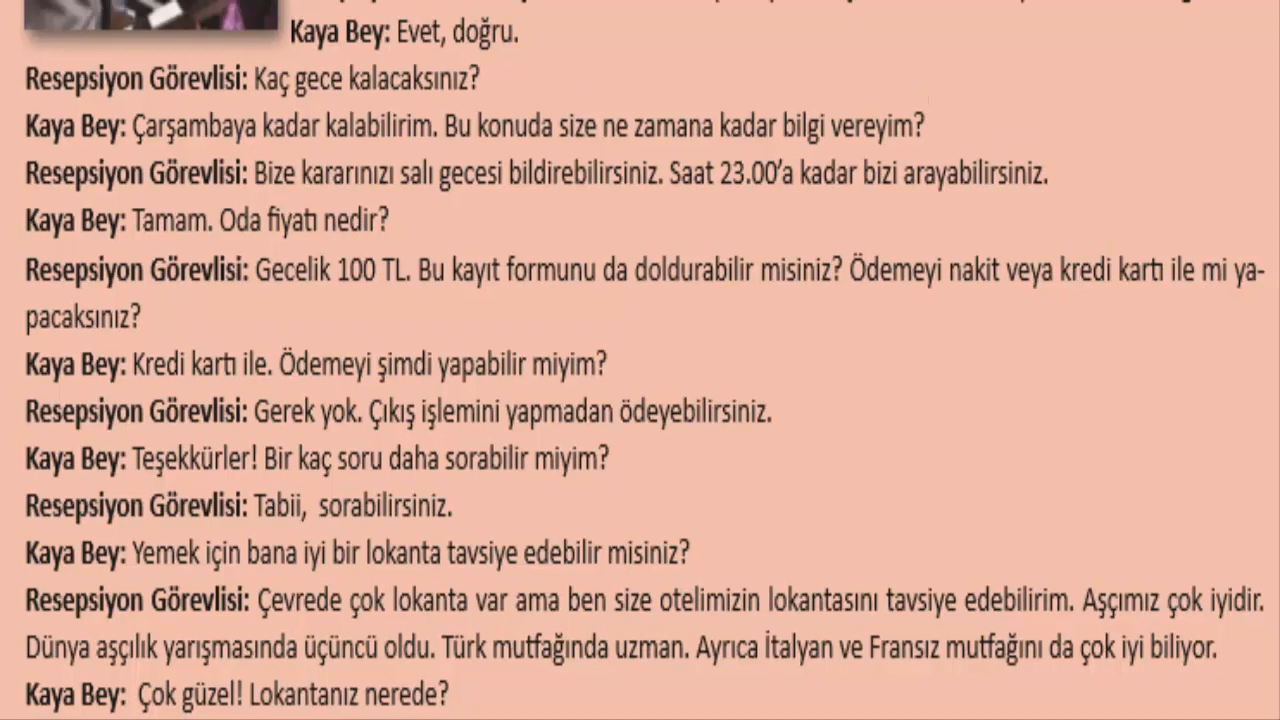 Kaya Bey: Evet, doğru.
Resepsiyon Görevlisi: Kaç gece kalacaksınız?
Kaya Bey: Çarşambaya kadar kalabilirim. Bu konuda size ne zamana kadar bilgi vereyim?
Resepsiyon Görevlisi: Bize kararınızı salı gecesi bildirebilirsiniz. Saat 23.00’a kadar bizi arayabilirsiniz.
Kaya Bey: Tamam. Oda fiyatı nedir?
Resepsiyon Görevlisi: Gecelik 100 TL. Bu kayıt formunu da doldurabilir misiniz? Ödemeyi nakit veya kredi kartı ile mi ya-
pacaksınız?
Kaya Bey: Kredi kartı ile. Ödemeyi şimdi yapabilir miyim?
Resepsiyon Görevlisi: Gerek yok. Çıkış işlemini yapmadan ödeyebilirsiniz.
Kaya Bey: Teşekkürler! Bir kaç soru daha sorabilir miyim?
Resepsiyon Görevlisi: Tabii, sorabilirsiniz.
Kaya Bey: Yemek için bana iyi bir lokanta tavsiye edebilir misiniz?
Resepsiyon Görevlisi: Çevrede çok lokanta var ama ben size otelimizin lokantasını tavsiye edebilirim. Aşçımız çok iyidir.
Dünya aşçılık yarışmasında üçüncü oldu. Türk mutfağında uzman. Ayrıca İtalyan ve Fransız mutfağını da çok iyi biliyor.
Kaya Bey: Çok güzel! Lokantanız nerede?